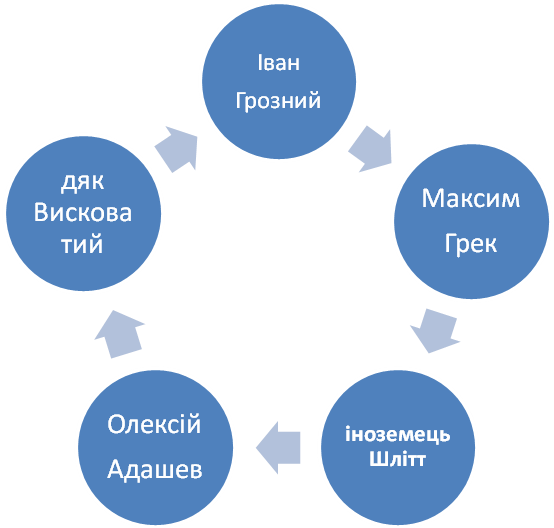 Іван
Грозний
Максим
Грек
іноземець
Шлітт
Олексій
Адашев
дяк
Вискова
тий